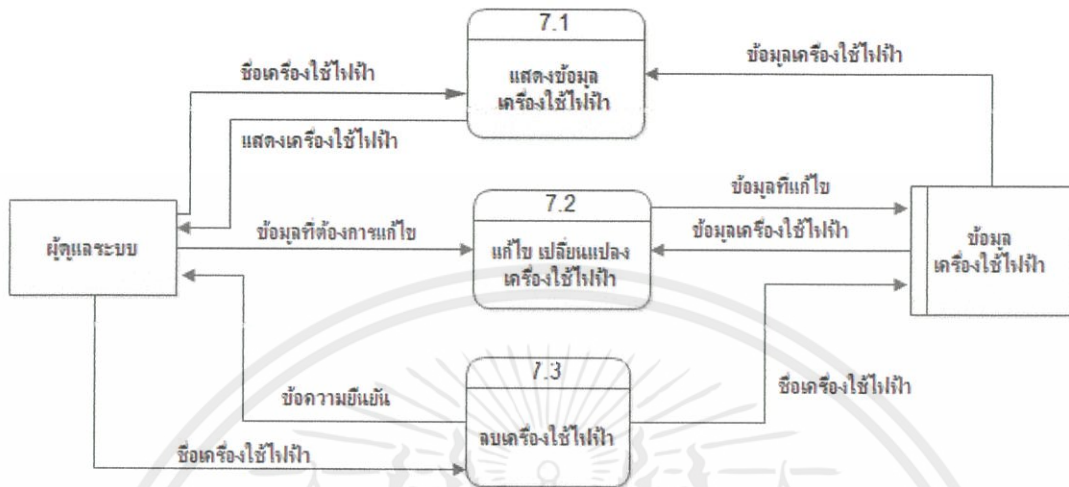 7.1
แสดงข้อมูล
เครื่องใช้ไฟฟ้า
ชื่อเครื่องใช้ไฟฟ้า
ข้อมูลเครื่องใช้ไฟฟ้า
แสดงเครื่องใช้ไฟฟ้า
7.2
แก้ไข เปลี่ยนแปลง
เครื่องใช้ไฟฟ้า
ผู้ดูแลระบบ
ข้อมูลที่ต้องการแก้ไข
ข้อมูลที่แก้ไข
ข้อมูลเครื่องใช้ไฟฟ้า
ข้อมูล
เครื่องใช้ไฟฟ้า
7.3
ลบเครื่องใช้ไฟฟ้า
ข้อความยืนยัน
ชื่อเครื่องใช้ไฟฟ้า
ชื่อเครื่องใช้ไฟฟ้า